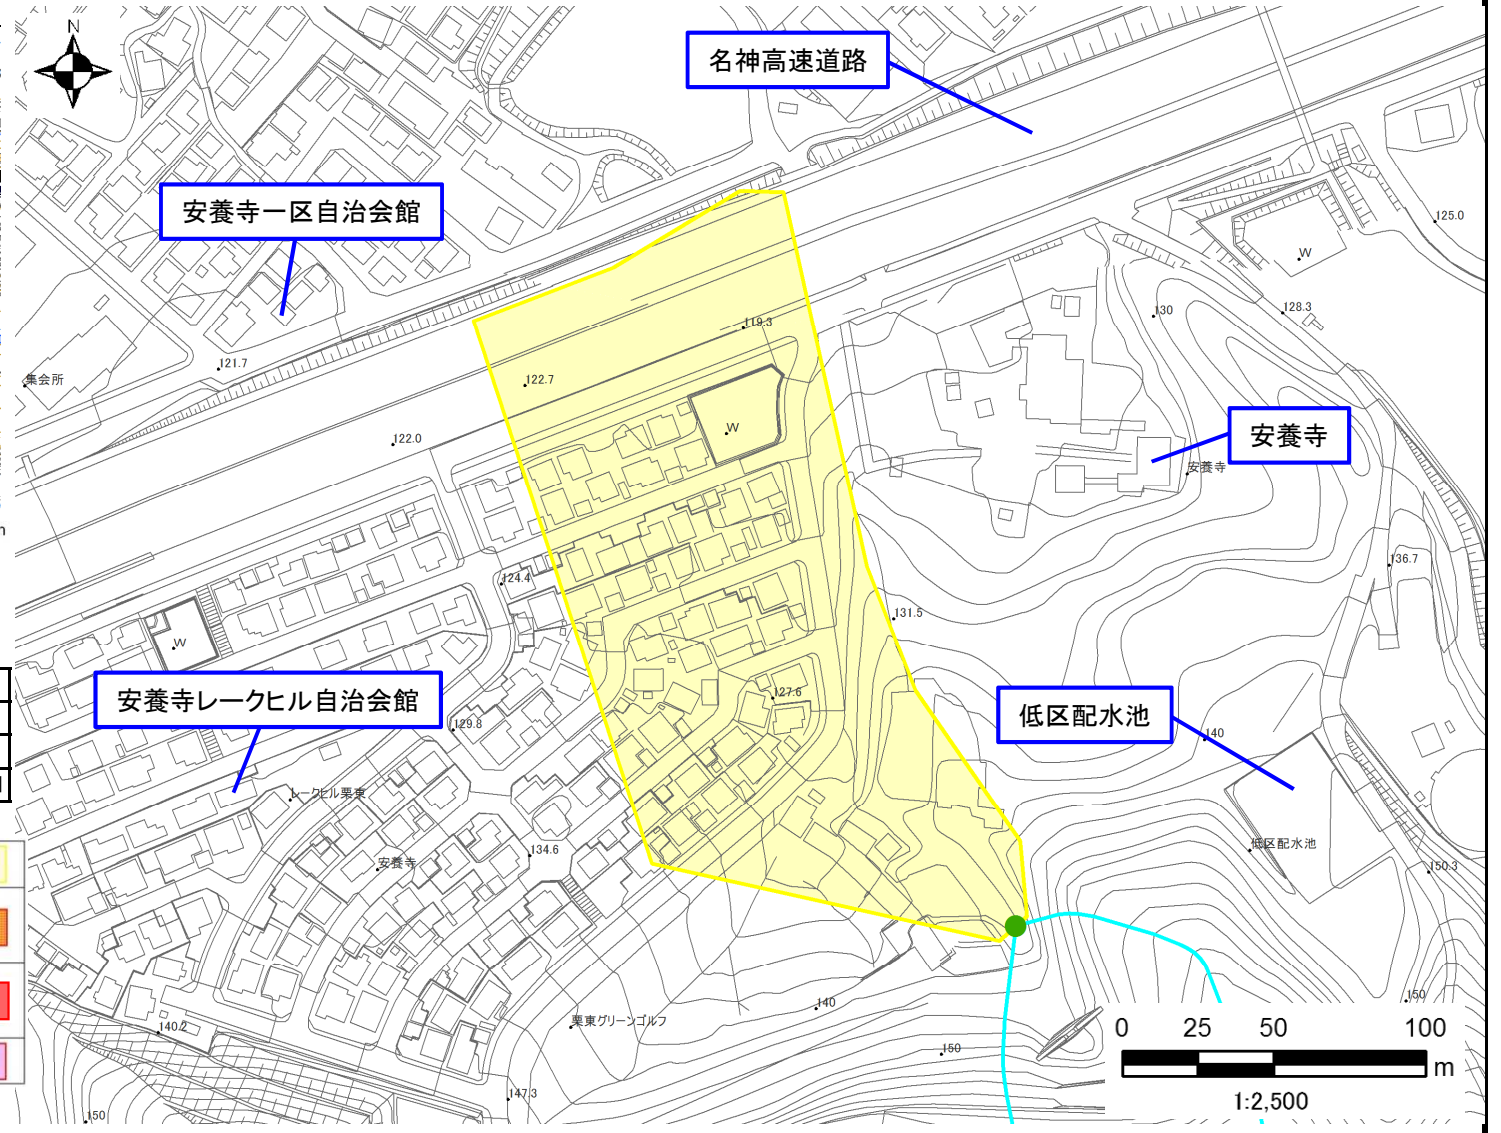 N
名神高速道路
安養寺一区自治会館
125.0
W
130
128.3
119.3
121.7
集会所
122.7
122.0
W
安養寺
安養寺
m
124.4
136.7
131.5
W
安養寺レークヒル自治会館
127.6
低区配水池
129.8
140
レークヒル栗東
134.6
安養寺
低区配水池
150.3
140
150
栗東グリーンゴルフ
140.2
150
147.3
150
0 25 50 100
m
1:2,500